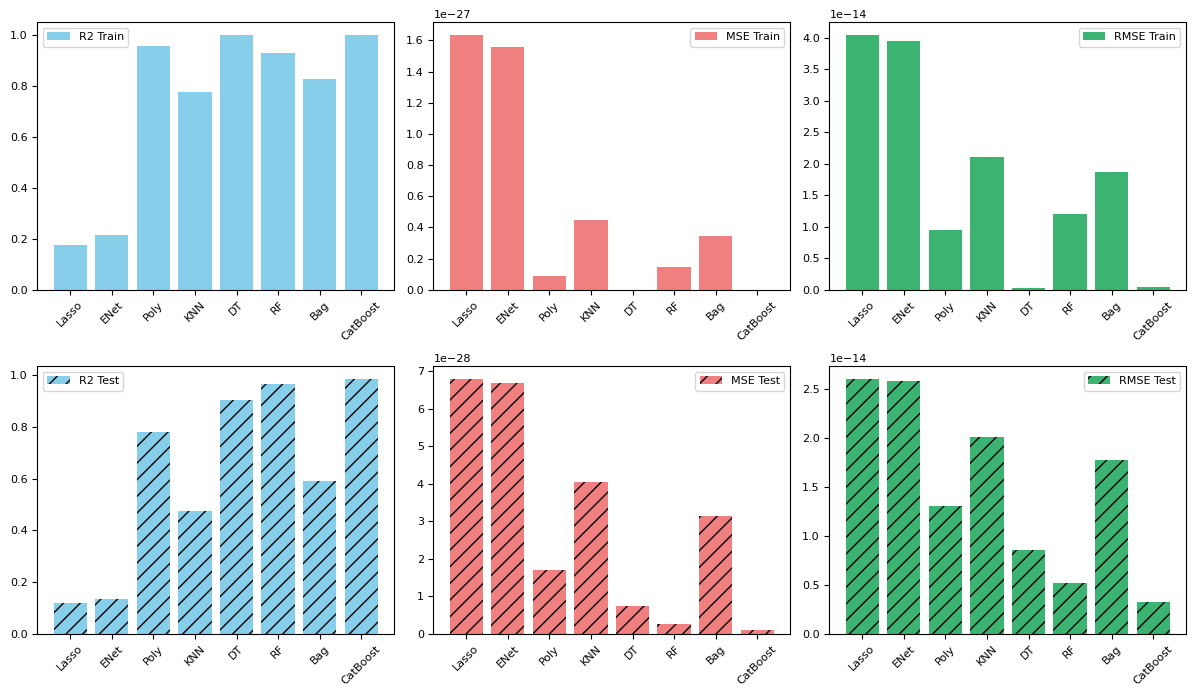 R2 Train
1.0
0.8
0.6
0.4
0.2
0.0
Lasso
ENet
Poly
KNN
DT
RF
Bag
CatBoost
1e−27
MSE Train
1.6
1.4
1.2
1.0
0.8
0.6
0.4
0.2
0.0
Lasso
ENet
Poly
KNN
DT
RF
Bag
CatBoost
1e−14
RMSE Train
4.0
3.5
3.0
2.5
2.0
1.5
1.0
0.5
0.0
Lasso
ENet
Poly
KNN
DT
RF
Bag
CatBoost
R2 Test
1.0
0.8
0.6
0.4
0.2
0.0
Lasso
ENet
Poly
KNN
DT
RF
Bag
CatBoost
1e−28
MSE Test
7
6
5
4
3
2
1
0
Lasso
ENet
Poly
KNN
DT
RF
Bag
CatBoost
1e−14
RMSE Test
2.5
2.0
1.5
1.0
0.5
0.0
Lasso
ENet
Poly
KNN
DT
RF
Bag
CatBoost